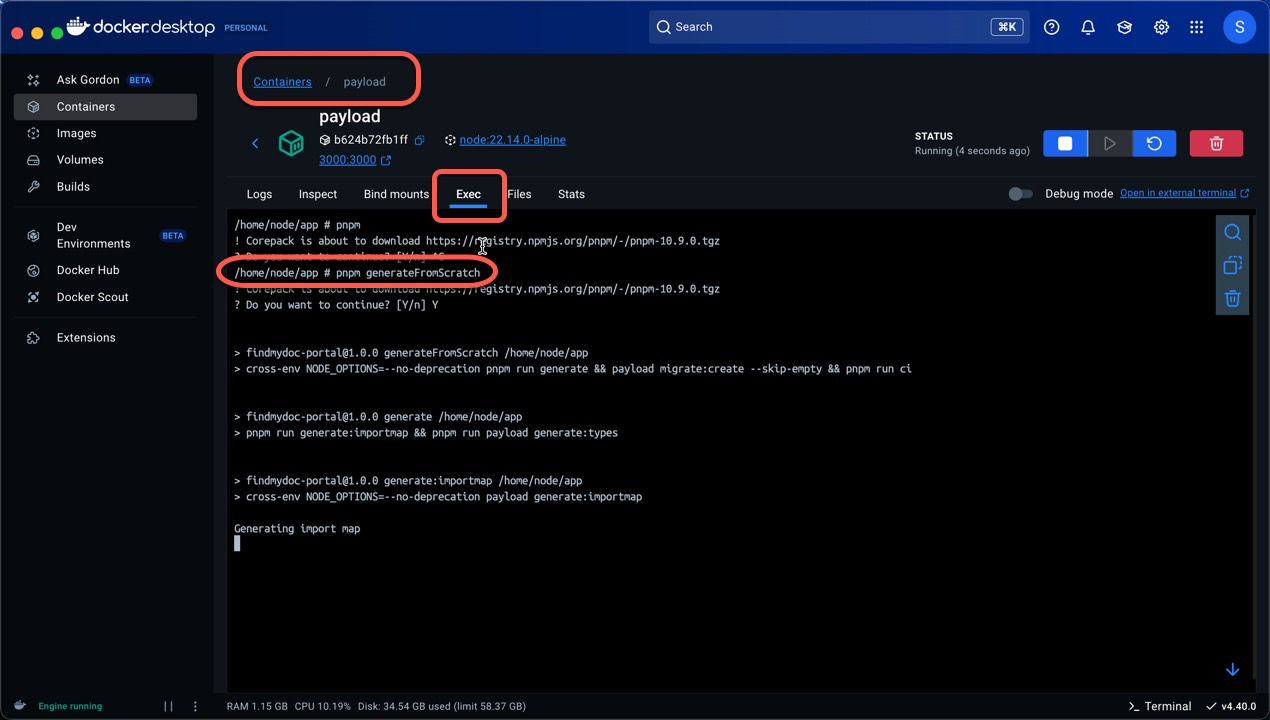 docker.desktop PERSONAL
Search
⌘K
S
Ask Gordon BETA
Containers
Images
Volumes
Builds
Dev Environments BETA
Docker Hub
Docker Scout
Extensions
Containers / payload
payload
b624b72fb1ff
node:22.14.0-alpine
3000:3000
STATUS
Running (4 seconds ago)
Logs Inspect Bind mounts Exec Files Stats
Debug mode Open in external terminal
/home/node/app # pnpm
! Corepack is about to download https://registry.npmjs.org/pnpm/-/pnpm-10.9.0.tgz
? Do you want to continue? [Y/n] ^C
/home/node/app # pnpm generateFromScratch
! Corepack is about to download https://registry.npmjs.org/pnpm/-/pnpm-10.9.0.tgz
? Do you want to continue? [Y/n] Y
> findmydoc-portal@1.0.0 generateFromScratch /home/node/app
> cross-env NODE_OPTIONS=--no-deprecation pnpm run generate && payload migrate:create --skip-empty && pnpm run ci
> findmydoc-portal@1.0.0 generate /home/node/app
> pnpm run generate:importmap && pnpm run payload generate:types
> findmydoc-portal@1.0.0 generate:importmap /home/node/app
> cross-env NODE_OPTIONS=--no-deprecation payload generate:importmap
Generating import map
Engine running
RAM 1.15 GB CPU 10.19% Disk: 34.54 GB used (limit 58.37 GB)
Terminal
v4.40.0